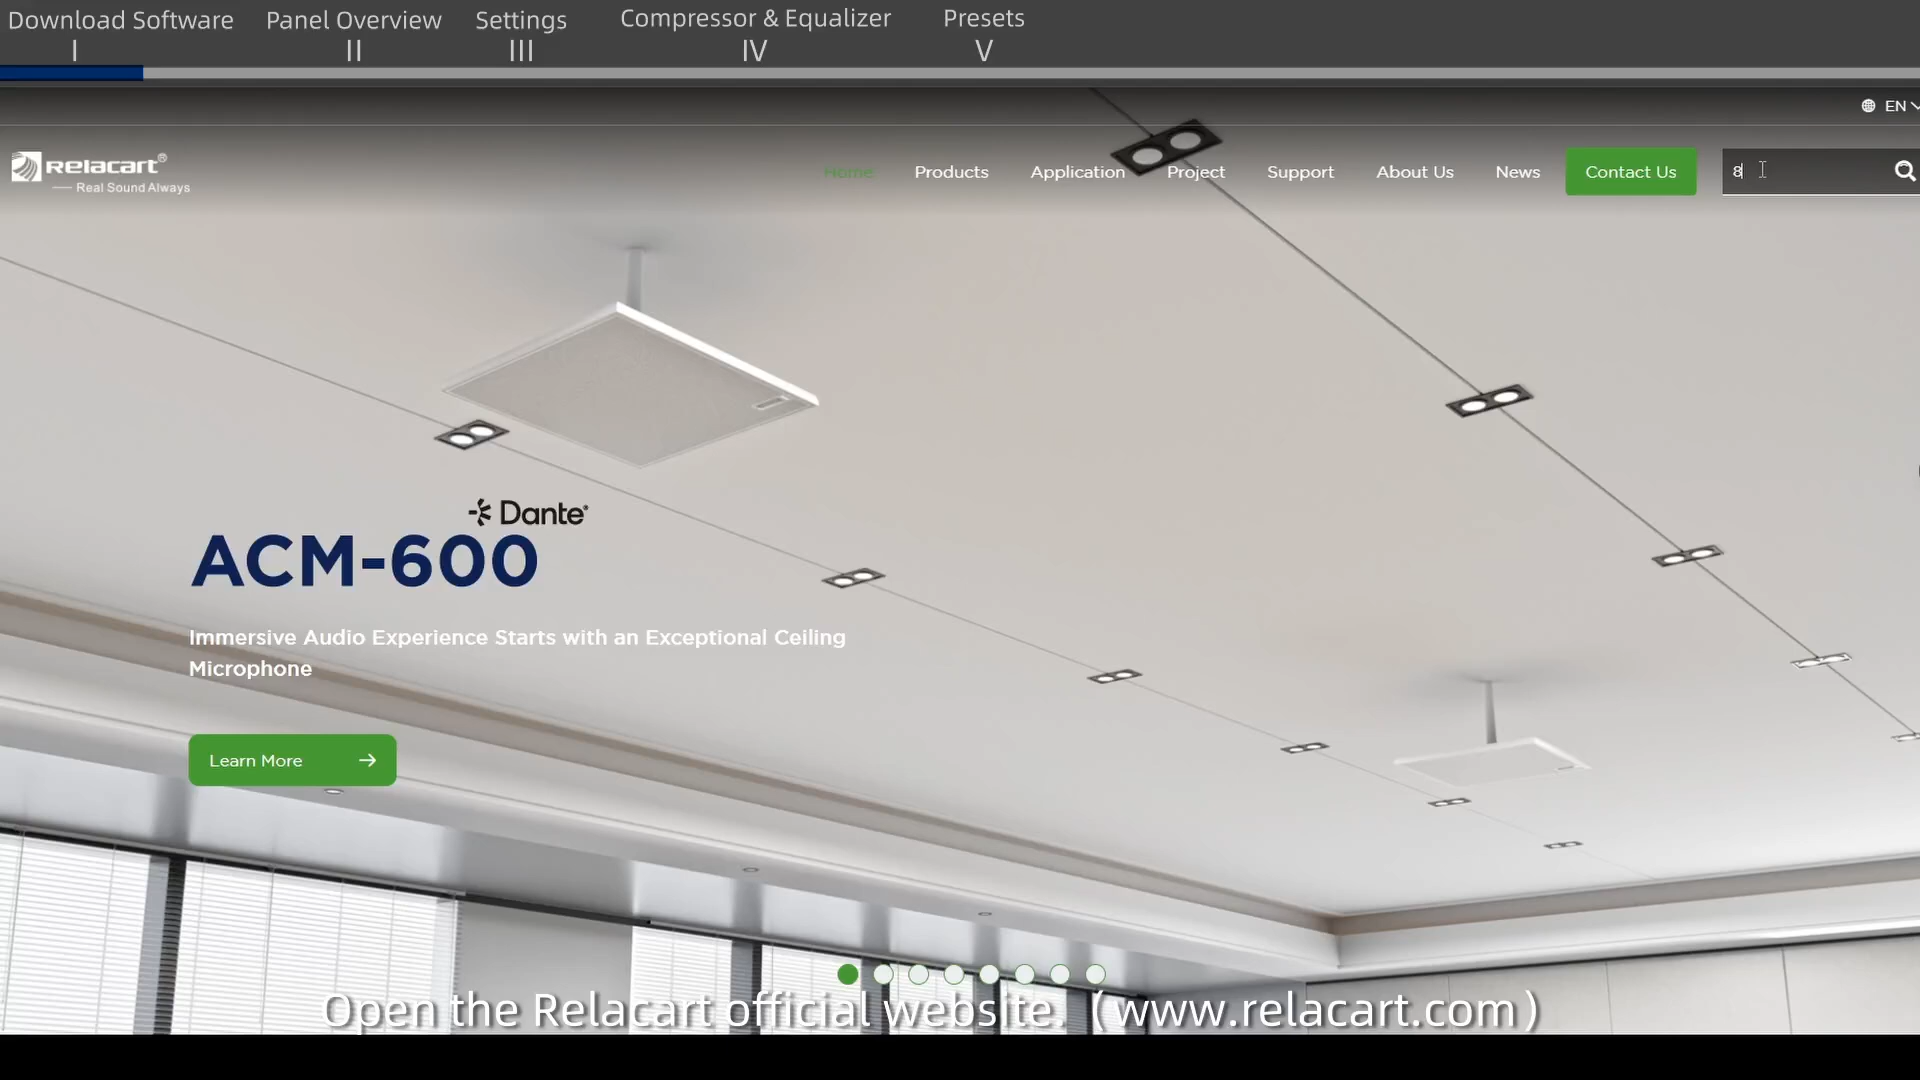 Download Software
I
Panel Overview
II
Settings
III
Compressor & Equalizer
IV
Presets
V
EN
Relacart®
Real Sound Always
Home
Products
Application
Project
Support
About Us
News
Contact Us
8
Dante®
ACM-600
Immersive Audio Experience Starts with an Exceptional Ceiling
Microphone
Learn More
Open the Relacart official website.（www.relacart.com）